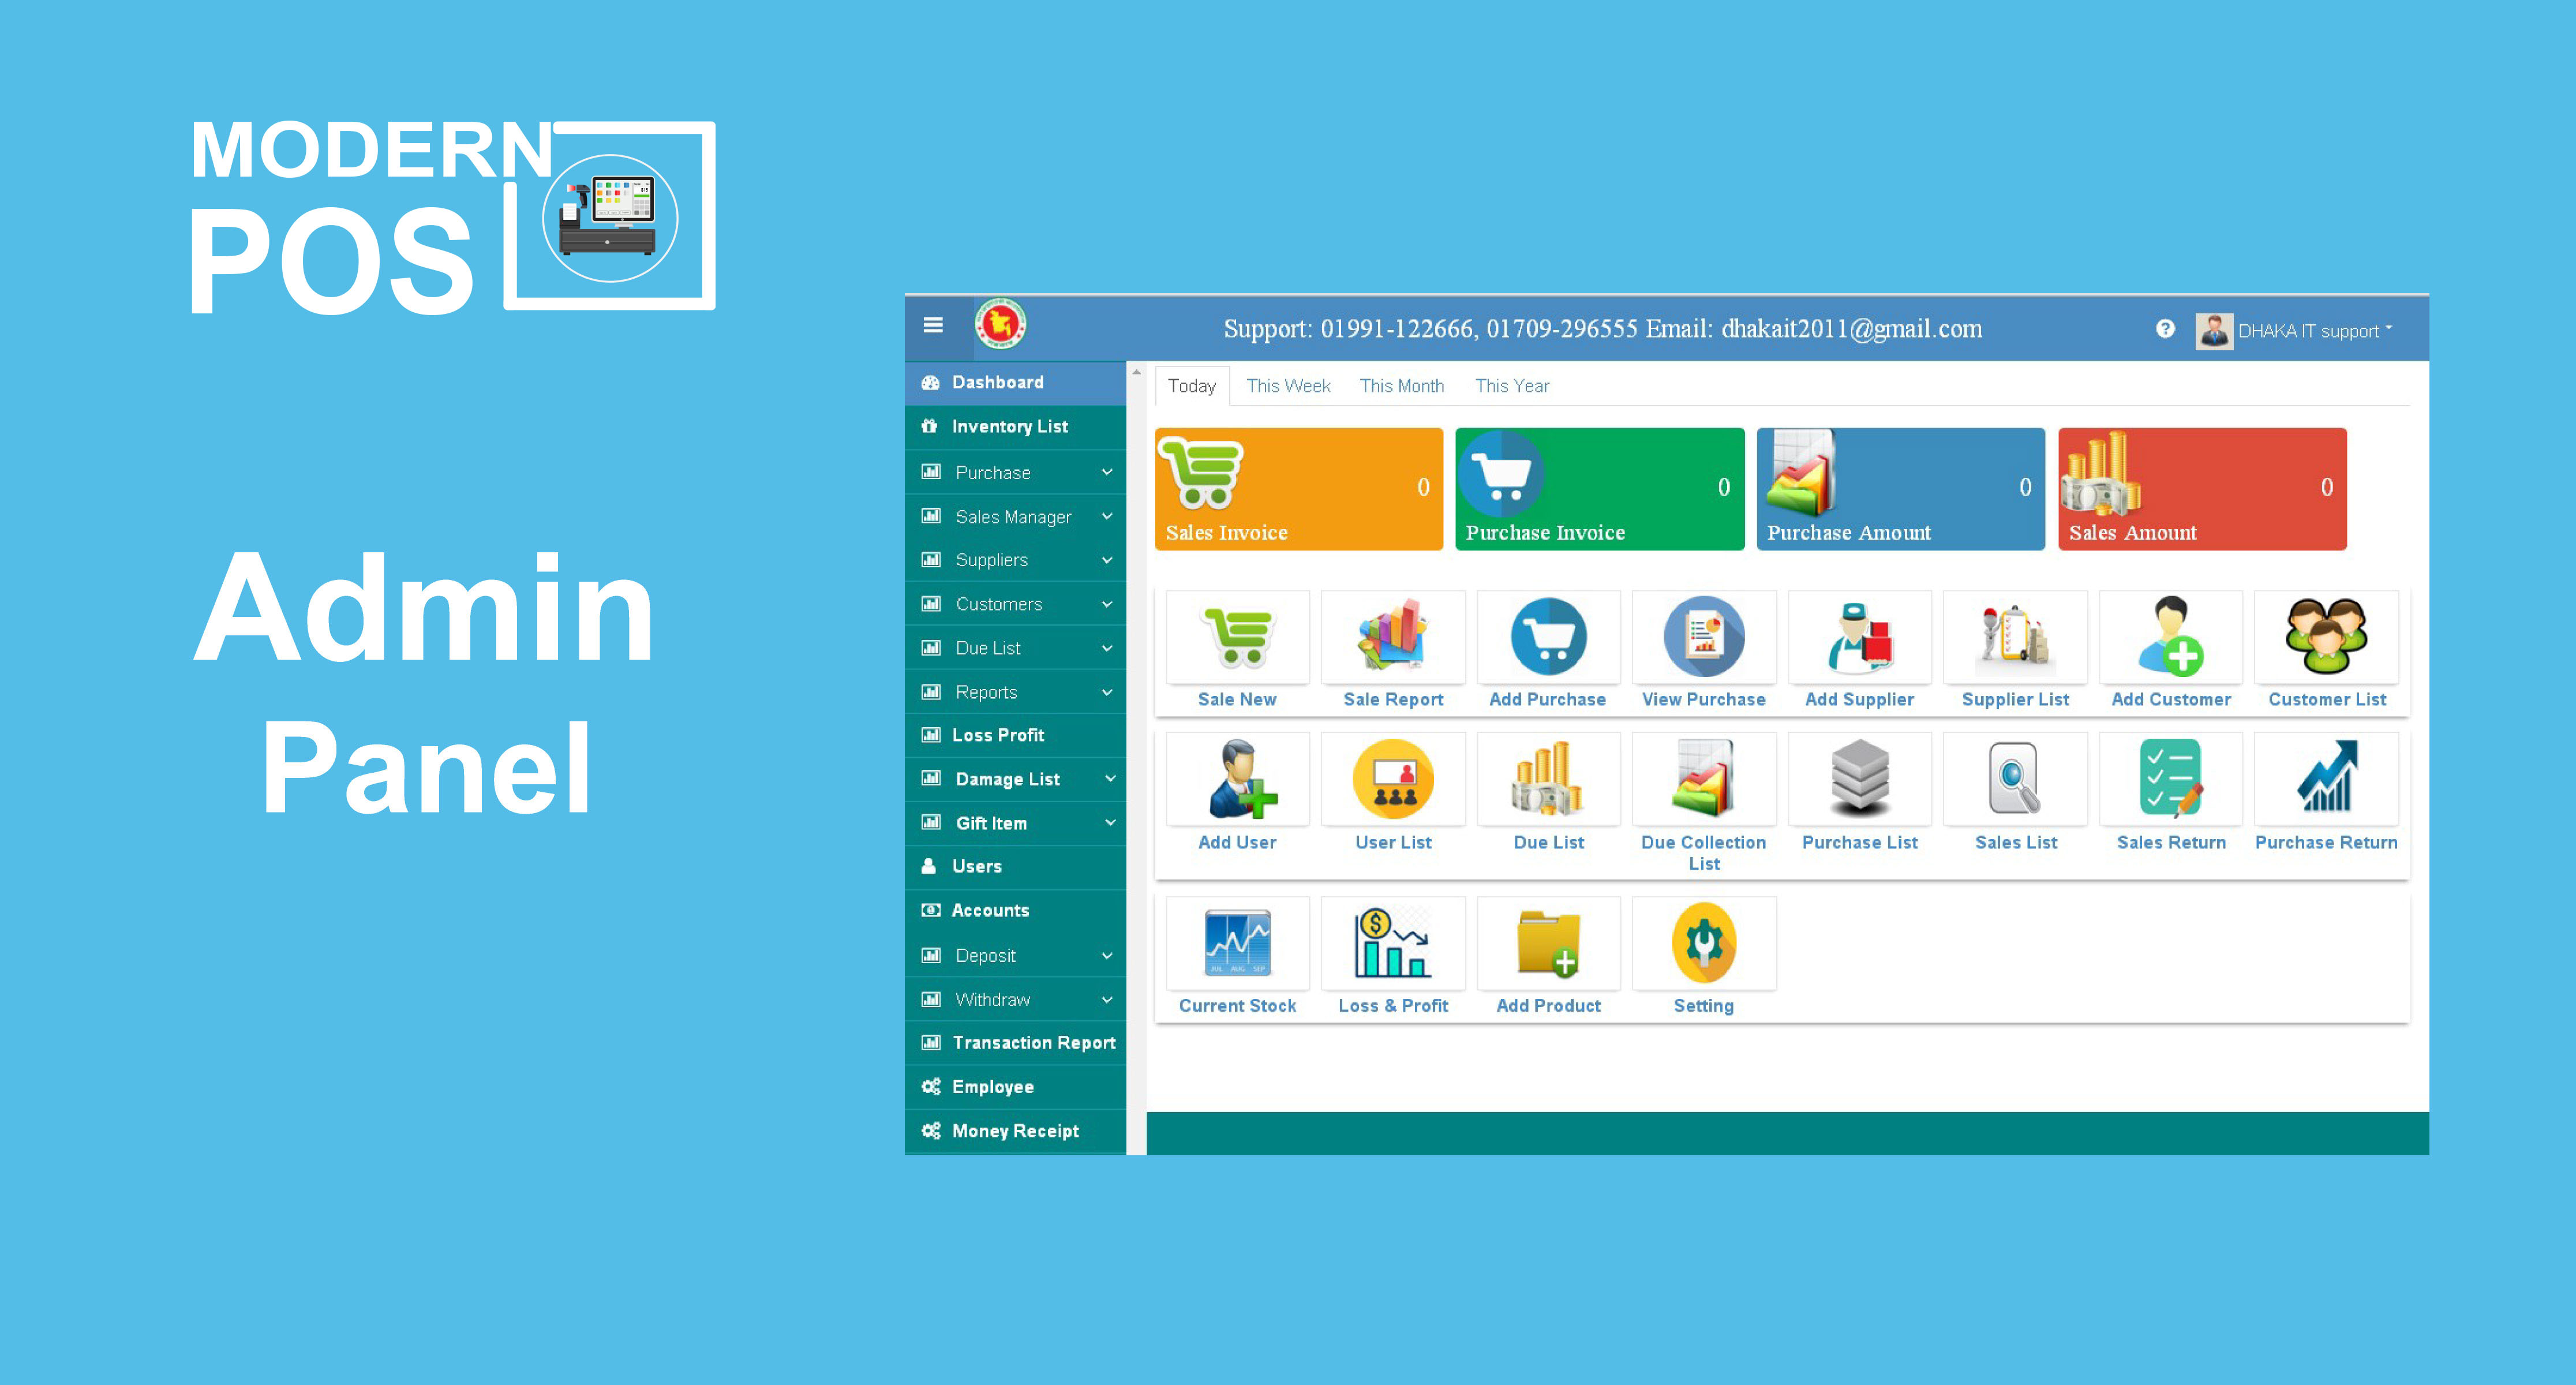 MODERN
POS
Admin
Panel
Support: 01991-122666, 01709-296555 Email: dhakait2011@gmail.com
DHAKA IT support
Dashboard
Inventory List
Purchase
Sales Manager
Suppliers
Customers
Due List
Reports
Loss Profit
Damage List
Gift Item
Users
Accounts
Deposit
Withdraw
Transaction Report
Employee
Money Receipt
Today This Week This Month This Year
0
Sales Invoice
0
Purchase Invoice
0
Purchase Amount
0
Sales Amount
Sale New Sale Report Add Purchase View Purchase Add Supplier Supplier List Add Customer Customer List
Add User User List Due List Due Collection Purchase List Sales List Sales Return Purchase Return
List
JUL AUG SEP
Current Stock Loss & Profit Add Product Setting